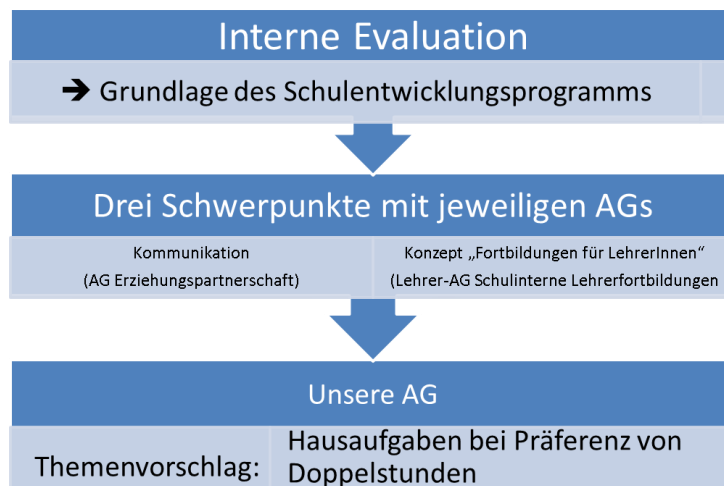 Interne Evaluation
➔ Grundlage des Schulentwicklungsprogramms
Drei Schwerpunkte mit jeweiligen AGs
Kommunikation
(AG Erziehungspartnerschaft)
Konzept „Fortbildungen für LehrerInnen"
(Lehrer-AG Schulinterne Lehrerfortbildungen
Unsere AG
Themenvorschlag:
Hausaufgaben bei Präferenz von
Doppelstunden